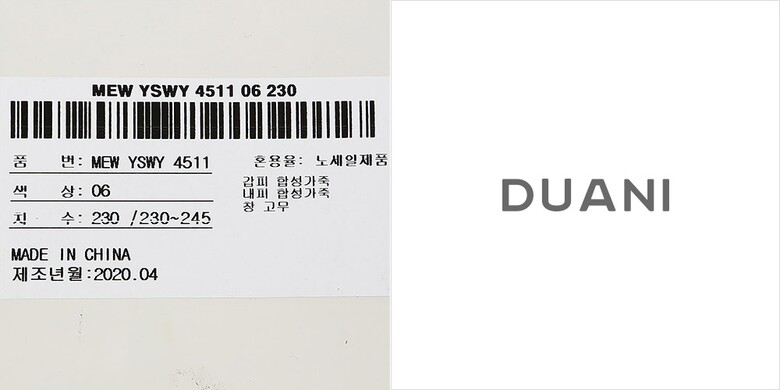 MEW YSWY 4511 06 230
품 번: MEW YSWY 4511
색 상: 06
치 수: 230 /230~245
혼용율: 노세일제품
갑피 합성가죽
내피 합성가죽
창 고무
MADE IN CHINA
제조년월:2020.04
DUANI